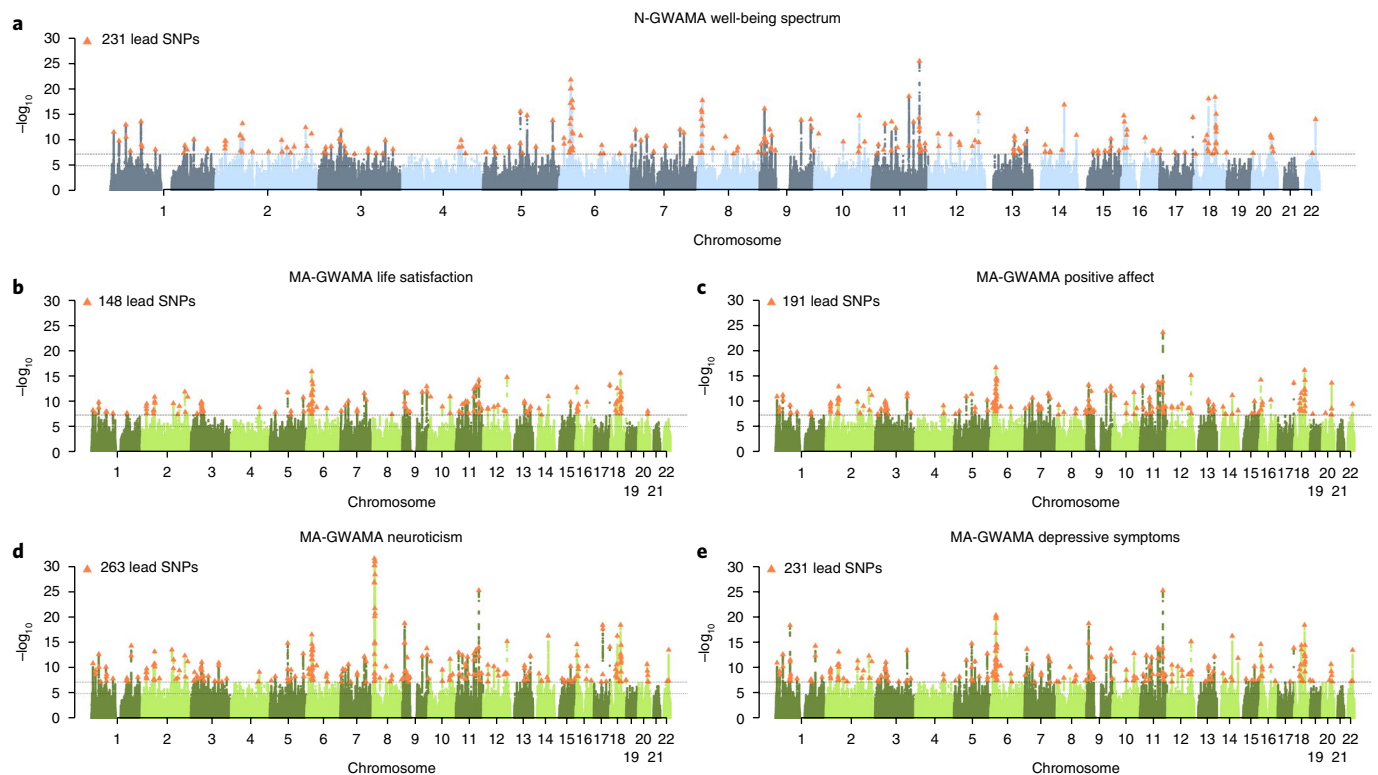 a
N-GWAMA well-being spectrum
231 lead SNPs
30
25
20
15
10
5
0
–log10
1 2 3 4 5 6 7 8 9 10 11 12 13 14 15 16 17 18 19 20 21 22
Chromosome
b
MA-GWAMA life satisfaction
148 lead SNPs
30
25
20
15
10
5
0
–log10
1 2 3 4 5 6 7 8 9 10 11 12 13 14 15 16 17 18 20 22
19 21
Chromosome
c
MA-GWAMA positive affect
191 lead SNPs
30
25
20
15
10
5
0
–log10
1 2 3 4 5 6 7 8 9 10 11 12 13 14 15 16 17 18 20 22
19 21
Chromosome
d
MA-GWAMA neuroticism
263 lead SNPs
30
25
20
15
10
5
0
–log10
1 2 3 4 5 6 7 8 9 10 11 12 13 14 15 16 17 18 20 22
19 21
Chromosome
e
MA-GWAMA depressive symptoms
231 lead SNPs
30
25
20
15
10
5
0
–log10
1 2 3 4 5 6 7 8 9 10 11 12 13 14 15 16 17 18 20 22
19 21
Chromosome